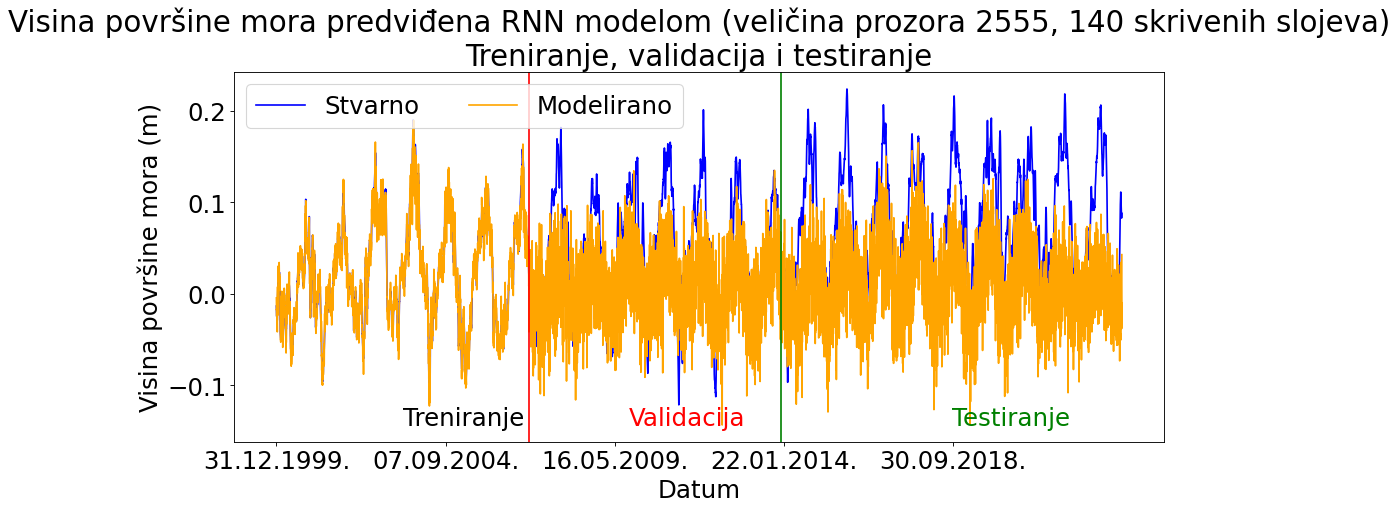 Visina površine mora predviđena RNN modelom (veličina prozora 2555, 140 skrivenih slojeva)
Treniranje, validacija i testiranje
Stvarno
Modelirano
Visina površine mora (m)
0.2
0.1
0.0
−0.1
Treniranje
Validacija
Testiranje
31.12.1999.
07.09.2004.
16.05.2009.
22.01.2014.
30.09.2018.
Datum